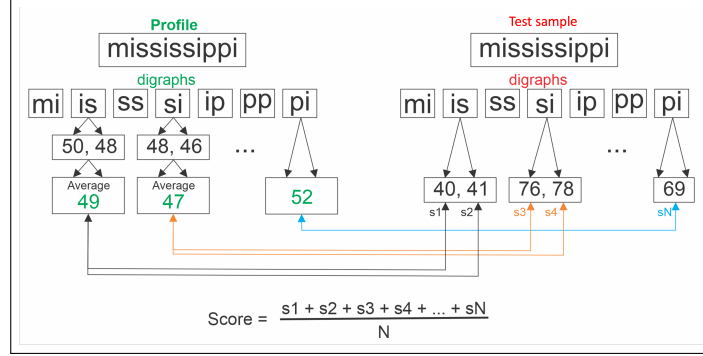 Profile
mississippi
digraphs
mi is ss si ip pp pi
50, 48
48, 46
...
Average
49
Average
47
52
Test sample
mississippi
digraphs
mi is ss si ip pp pi
...
40, 41
76, 78
69
s1 s2 s3 s4 sN
Score = s1 + s2 + s3 + s4 + ... + sN
N